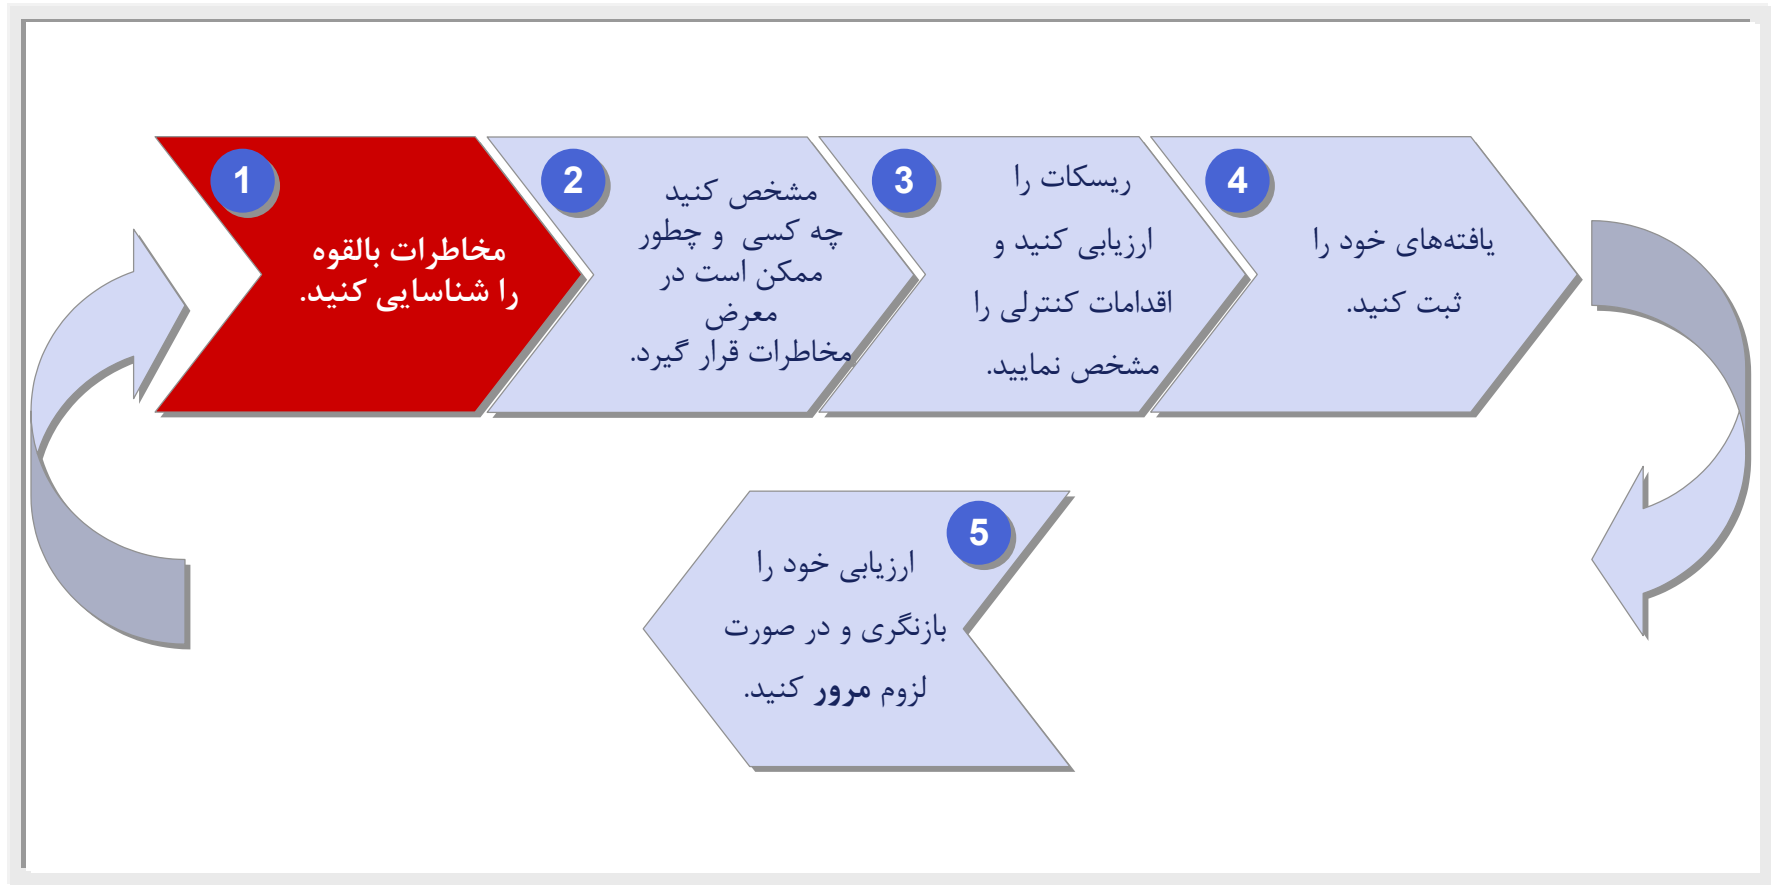 1
مخاطرات بالقوه
را شناسایی کنید.
2
مشخص کنید
چه کسی و چطور
ممکن است در
معرض
مخاطرات قرار گیرد.
3
ریسکات را
ارزیابی کنید و
اقدامات کنترلی را
مشخص نمایید.
4
یافته‌های خود را
ثبت کنید.
5
ارزیابی خود را
بازنگری و در صورت
لزوم مرور کنید.